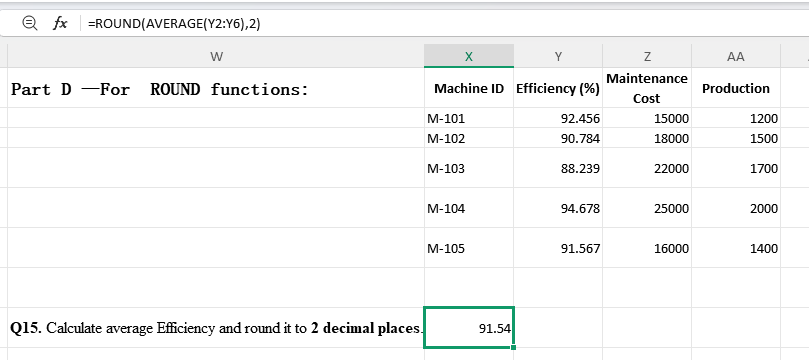 fx =ROUND(AVERAGE(Y2:Y6),2)
W X Y Z AA
Part D —For ROUND functions: Machine ID Efficiency (%) Maintenance Cost Production
M-101 92.456 15000 1200
M-102 90.784 18000 1500
M-103 88.239 22000 1700
M-104 94.678 25000 2000
M-105 91.567 16000 1400
Q15. Calculate average Efficiency and round it to 2 decimal places. 91.54